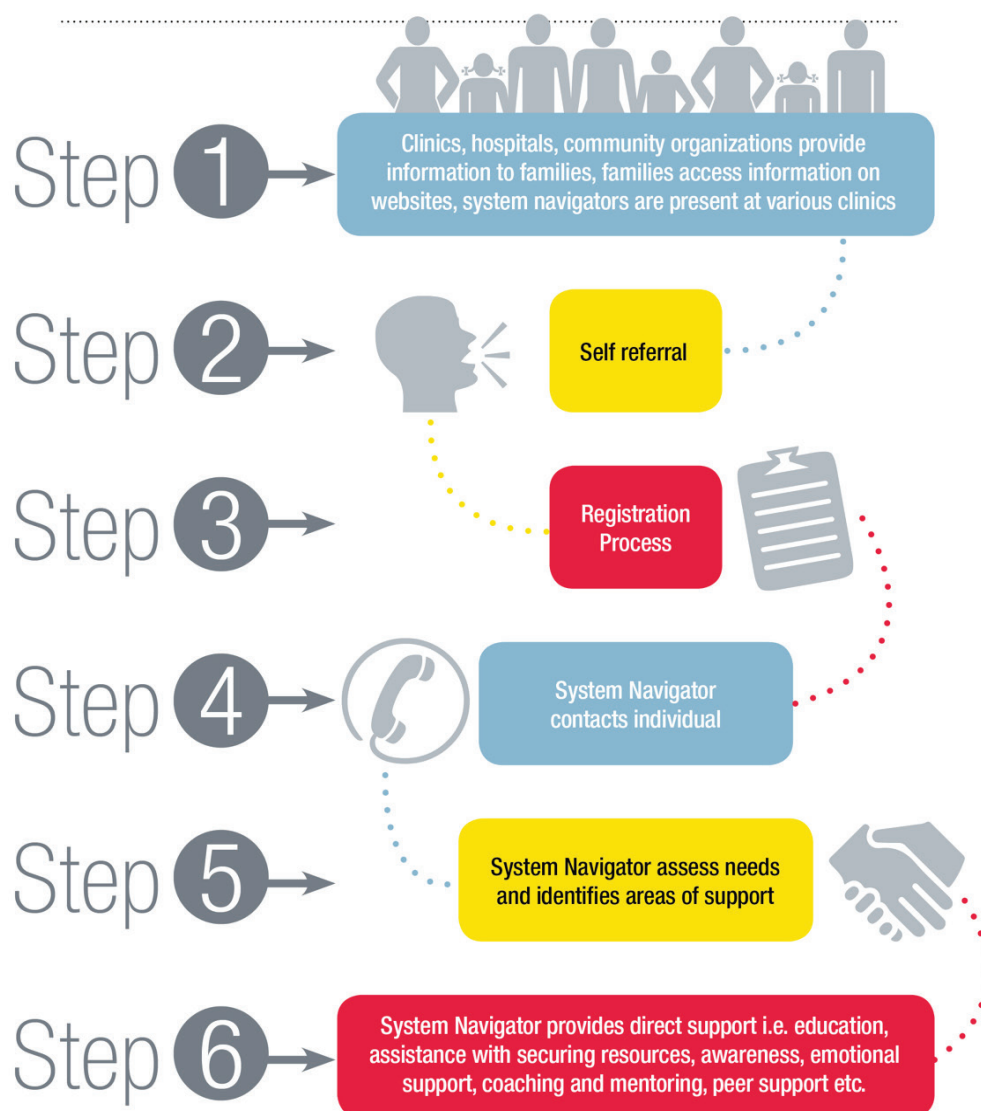 Step 1
Clinics, hospitals, community organizations provide
information to families, families access information on
websites, system navigators are present at various clinics
Step 2
Self referral
Step 3
Registration
Process
Step 4
System Navigator
contacts individual
Step 5
System Navigator assess needs
and identifies areas of support
Step 6
System Navigator provides direct support i.e. education,
assistance with securing resources, awareness, emotional
support, coaching and mentoring, peer support etc.